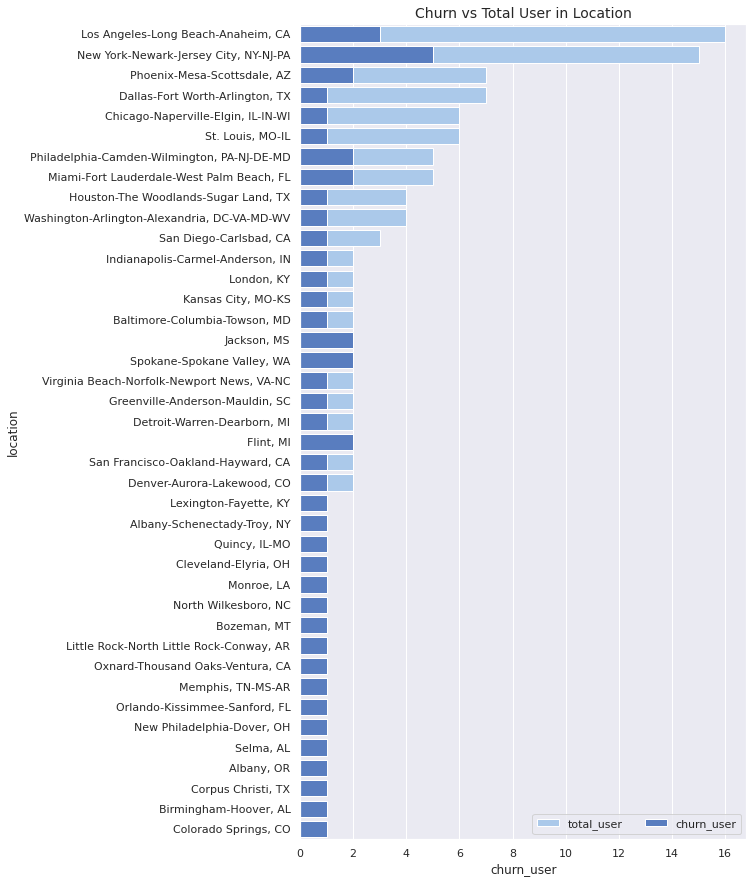 Churn vs Total User in Location
Los Angeles-Long Beach-Anaheim, CA
New York-Newark-Jersey City, NY-NJ-PA
Phoenix-Mesa-Scottsdale, AZ
Dallas-Fort Worth-Arlington, TX
Chicago-Naperville-Elgin, IL-IN-WI
St. Louis, MO-IL
Philadelphia-Camden-Wilmington, PA-NJ-DE-MD
Miami-Fort Lauderdale-West Palm Beach, FL
Houston-The Woodlands-Sugar Land, TX
Washington-Arlington-Alexandria, DC-VA-MD-WV
San Diego-Carlsbad, CA
Indianapolis-Carmel-Anderson, IN
London, KY
Kansas City, MO-KS
Baltimore-Columbia-Towson, MD
Jackson, MS
Spokane-Spokane Valley, WA
Virginia Beach-Norfolk-Newport News, VA-NC
Greenville-Anderson-Mauldin, SC
Detroit-Warren-Dearborn, MI
Flint, MI
San Francisco-Oakland-Hayward, CA
Denver-Aurora-Lakewood, CO
Lexington-Fayette, KY
Albany-Schenectady-Troy, NY
Quincy, IL-MO
Cleveland-Elyria, OH
Monroe, LA
North Wilkesboro, NC
Bozeman, MT
Little Rock-North Little Rock-Conway, AR
Oxnard-Thousand Oaks-Ventura, CA
Memphis, TN-MS-AR
Orlando-Kissimmee-Sanford, FL
New Philadelphia-Dover, OH
Selma, AL
Albany, OR
Corpus Christi, TX
Birmingham-Hoover, AL
Colorado Springs, CO
location
total_user churn_user
0 2 4 6 8 10 12 14 16
churn_user